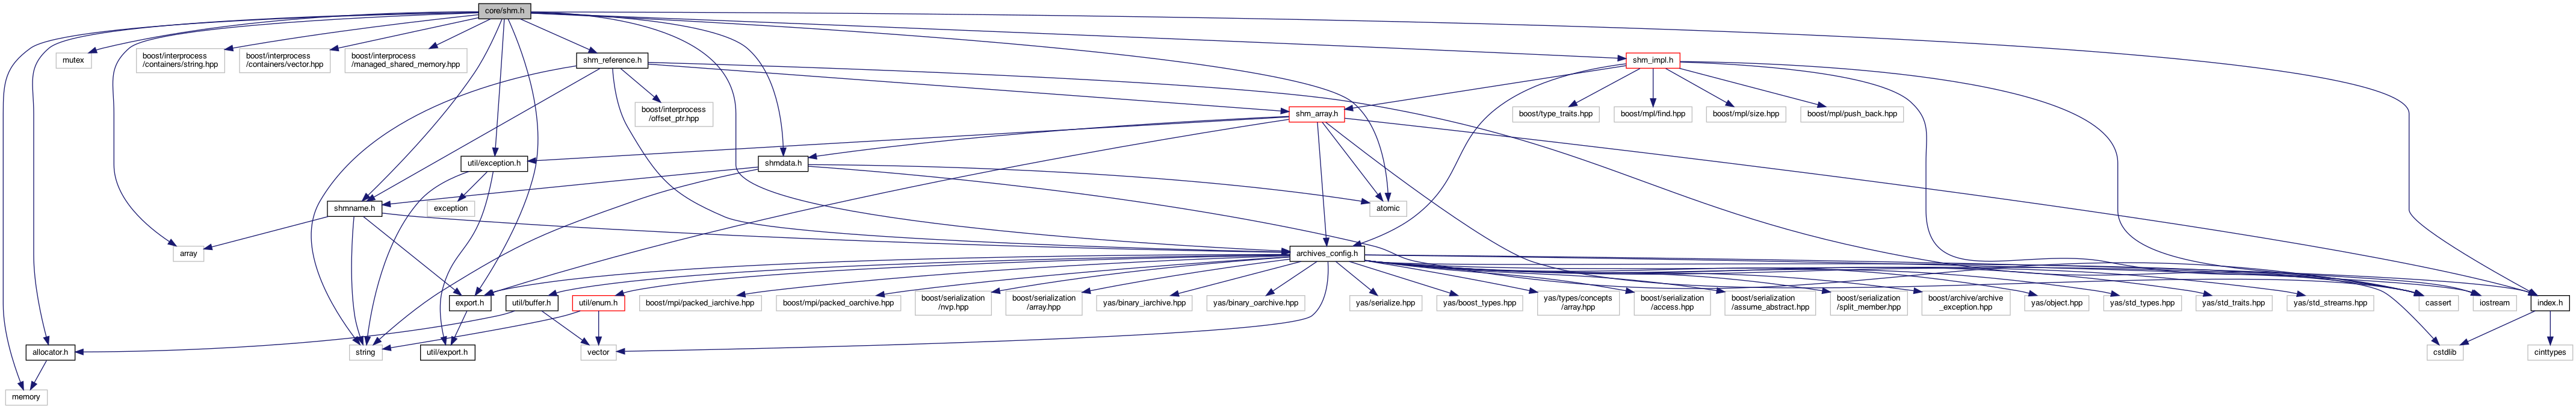 core/shm.h
mutex
boost/interprocess
/containers/string.hpp
boost/interprocess
/containers/vector.hpp
boost/interprocess
/managed_shared_memory.hpp
shm_reference.h
shm_impl.h
boost/interprocess
/offset_ptr.hpp
shm_array.h
boost/type_traits.hpp
boost/mpl/find.hpp
boost/mpl/size.hpp
boost/mpl/push_back.hpp
util/exception.h
shmdata.h
shmname.h
exception
atomic
array
archives_config.h
export.h
util/buffer.h
util/enum.h
boost/mpi/packed_iarchive.hpp
boost/mpi/packed_oarchive.hpp
boost/serialization
/nvp.hpp
boost/serialization
/array.hpp
yas/binary_iarchive.hpp
yas/binary_oarchive.hpp
yas/serialize.hpp
yas/boost_types.hpp
yas/types/concepts
/array.hpp
boost/serialization
/access.hpp
boost/serialization
/assume_abstract.hpp
boost/serialization
/split_member.hpp
boost/archive/archive
_exception.hpp
yas/object.hpp
yas/std_types.hpp
yas/std_traits.hpp
yas/std_streams.hpp
cassert
iostream
index.h
allocator.h
string
util/export.h
vector
cstdlib
cinttypes
memory